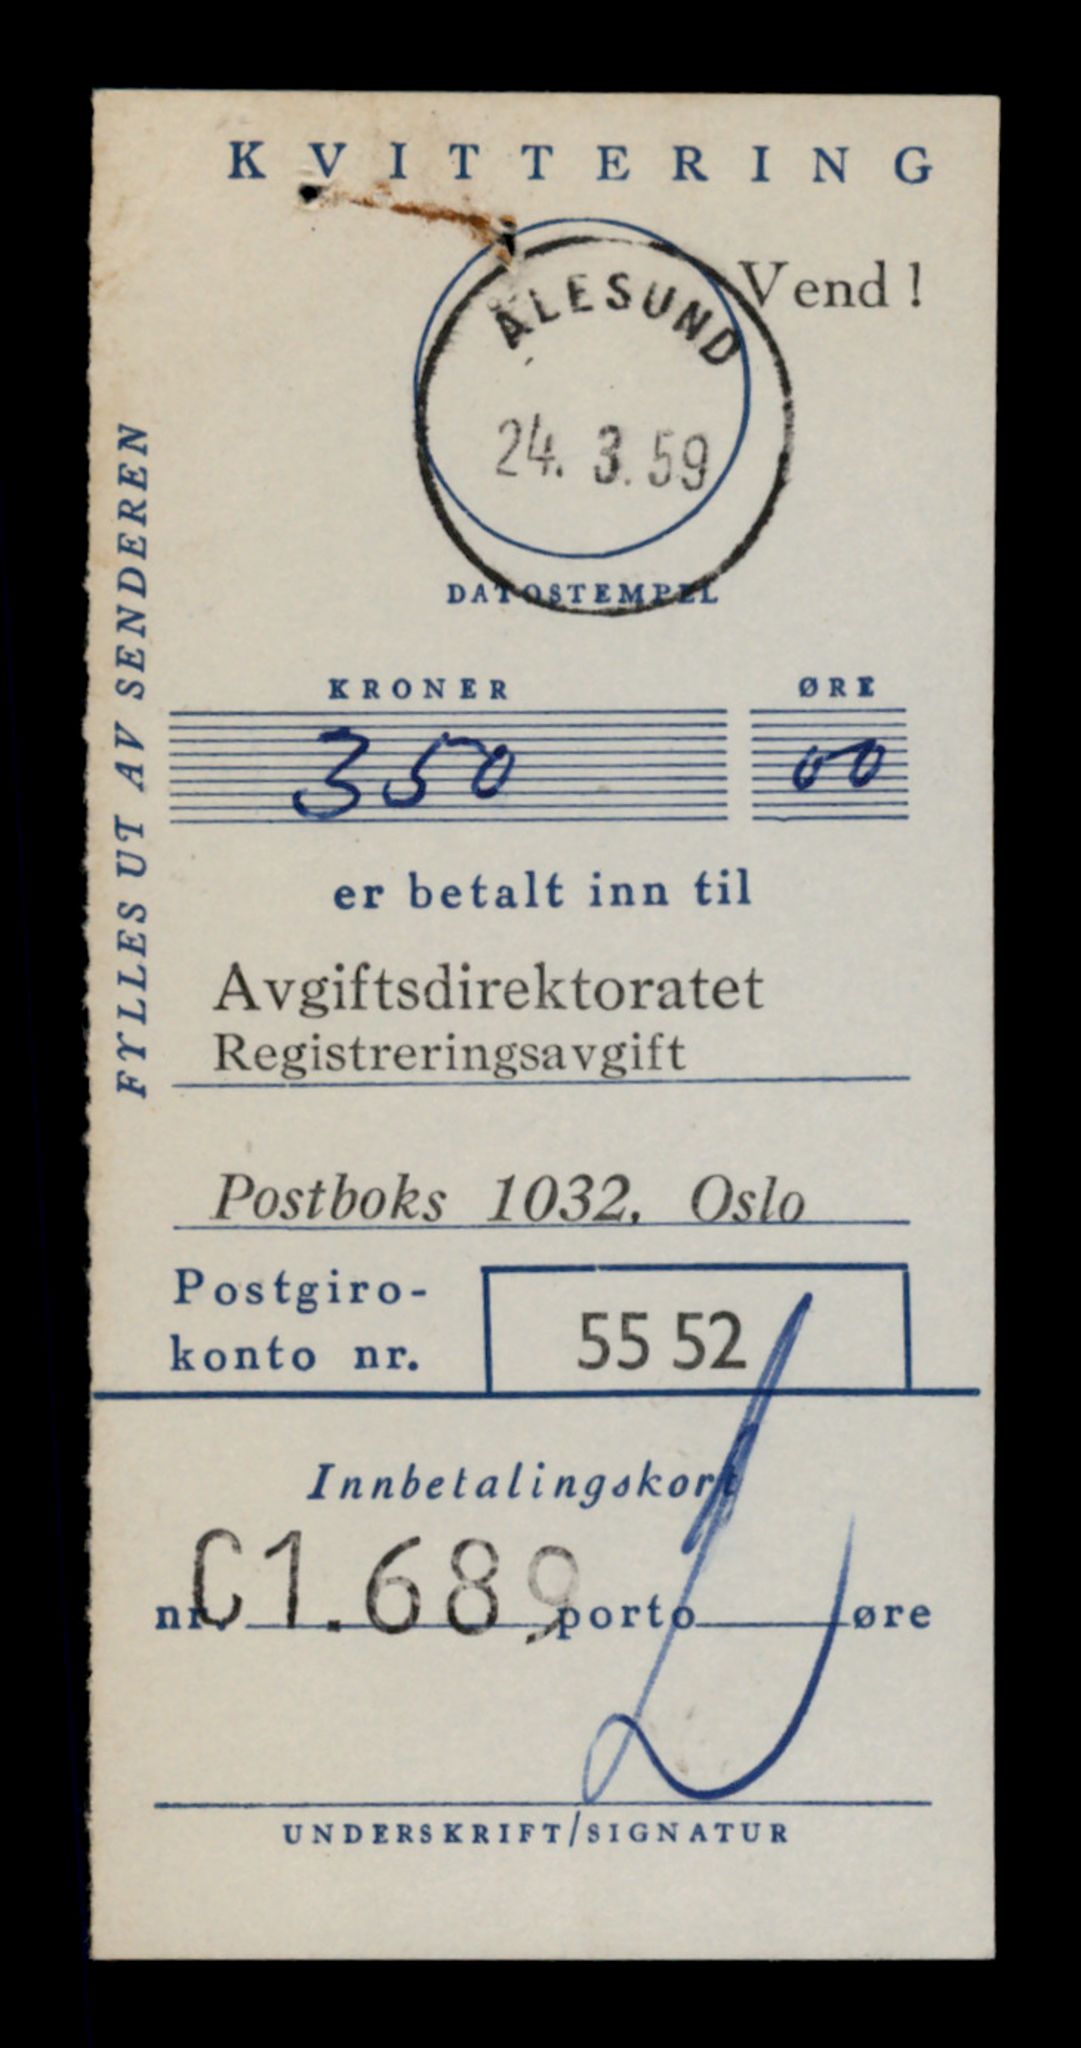 KVITTERING
Vend !
ÅLESUND
24. 3. 59
DATOSTEMPEL
FYLLES UT AV SENDEREN
KRONER ØRE
350 00
er betalt inn til
Avgiftsdirektoratet
Registreringsavgift
Postboks 1032, Oslo
Postgiro-
konto nr.
55 52
Innbetalingskort
nr. C1.689 porto øre
UNDERSKRIFT/SIGNATUR